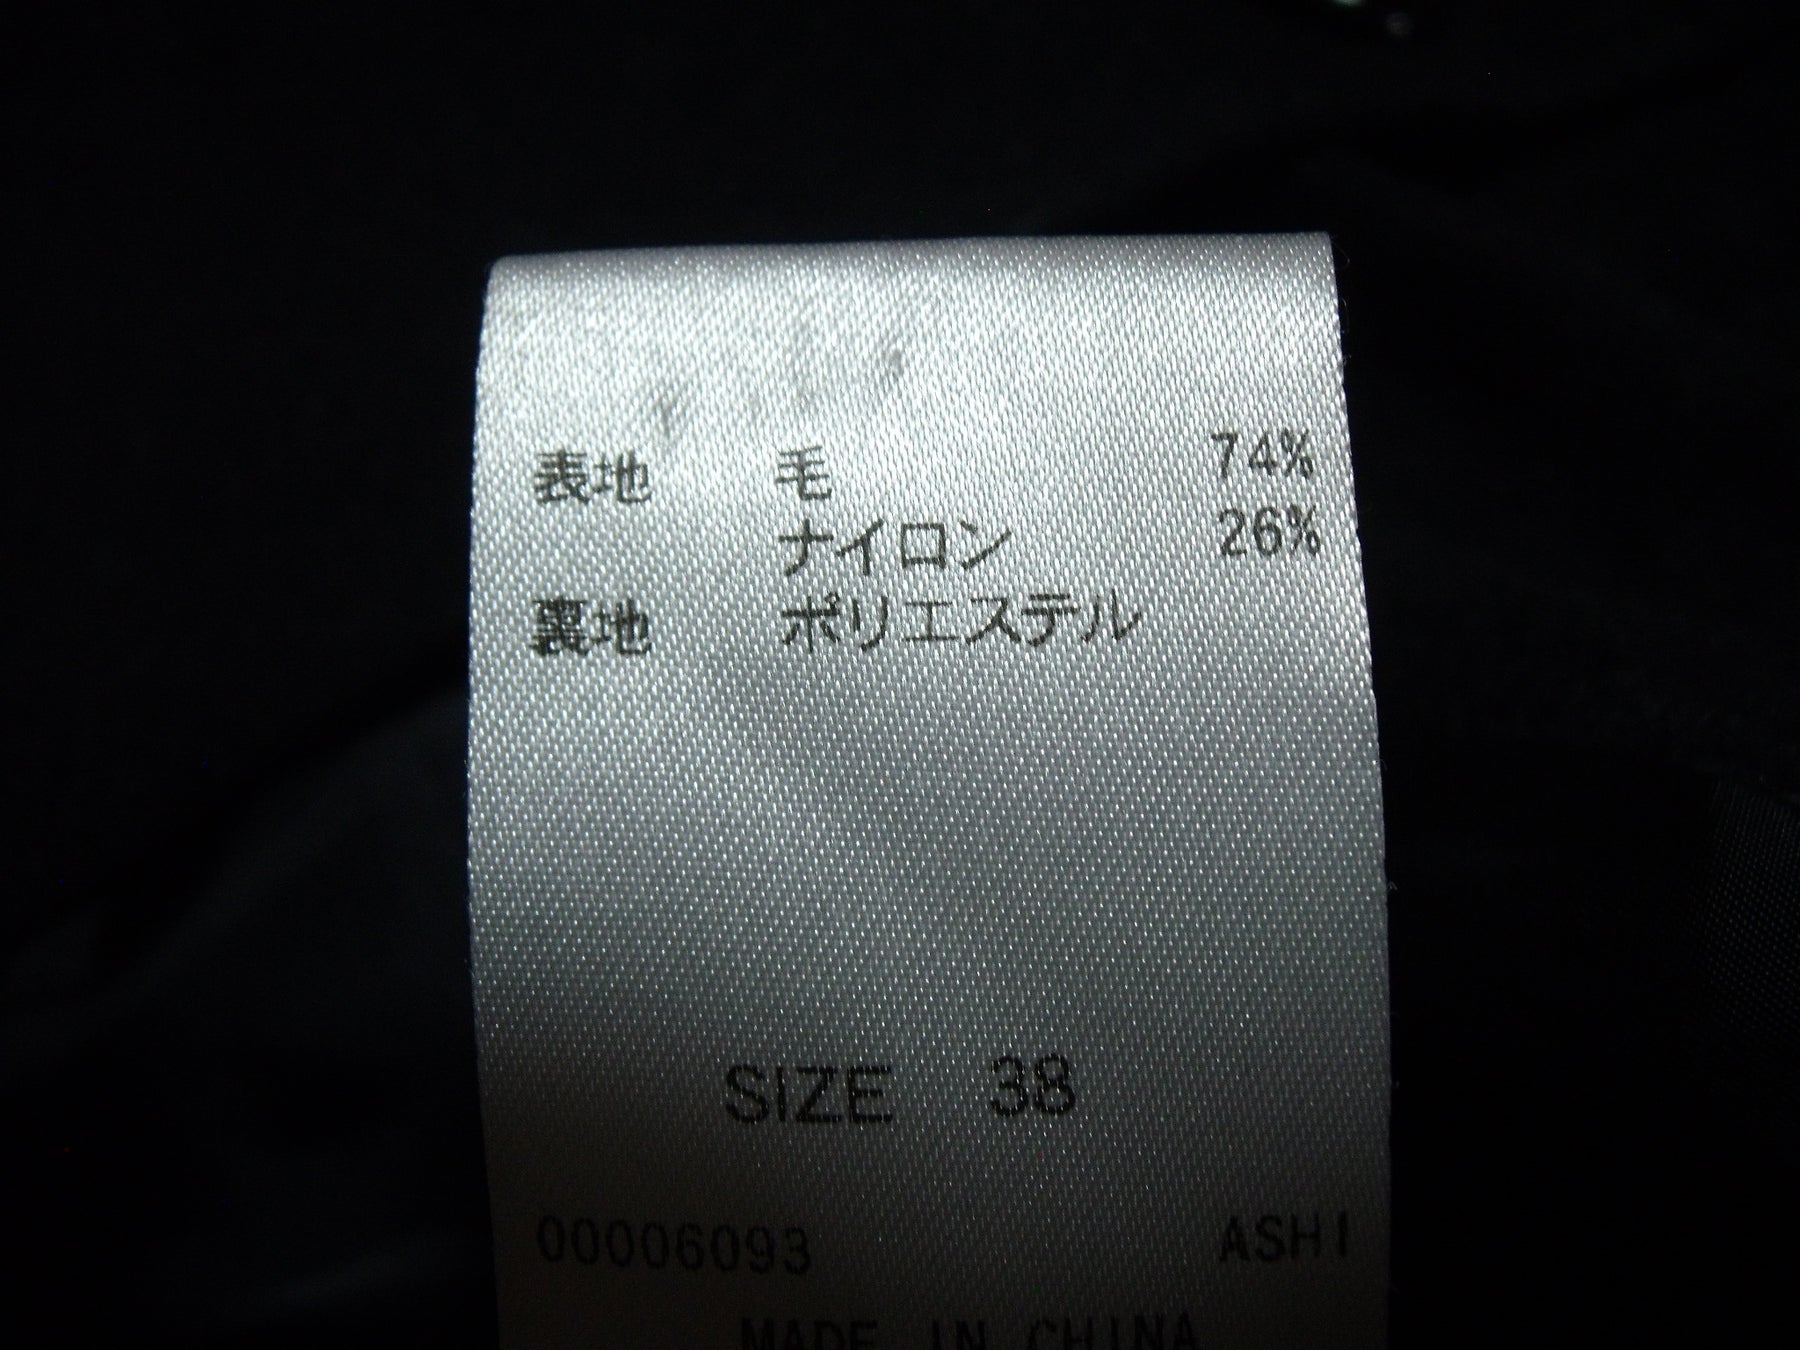 表地 毛 74%
ナイロン 26%
裏地 ポリエステル
SIZE 38
00006093 ASHI
MADE IN CHINA